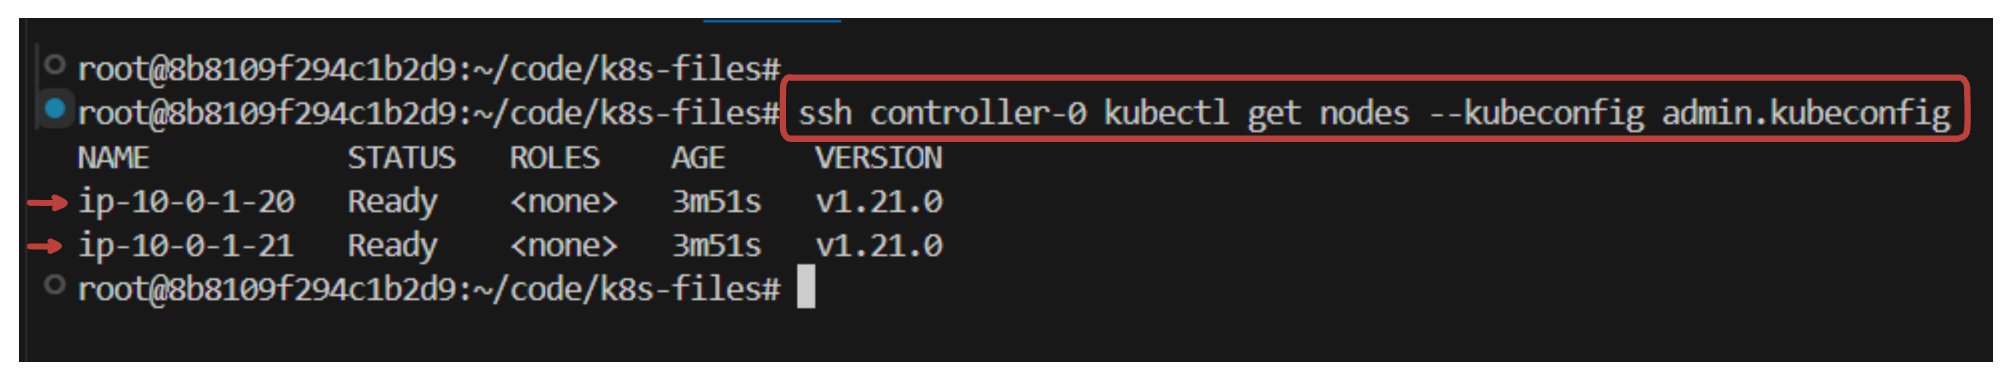 root@8b8109f294c1b2d9:~/code/k8s-files#
root@8b8109f294c1b2d9:~/code/k8s-files# ssh controller-0 kubectl get nodes --kubeconfig admin.kubeconfig
NAME STATUS ROLES AGE VERSION
ip-10-0-1-20 Ready <none> 3m51s v1.21.0
ip-10-0-1-21 Ready <none> 3m51s v1.21.0
root@8b8109f294c1b2d9:~/code/k8s-files#